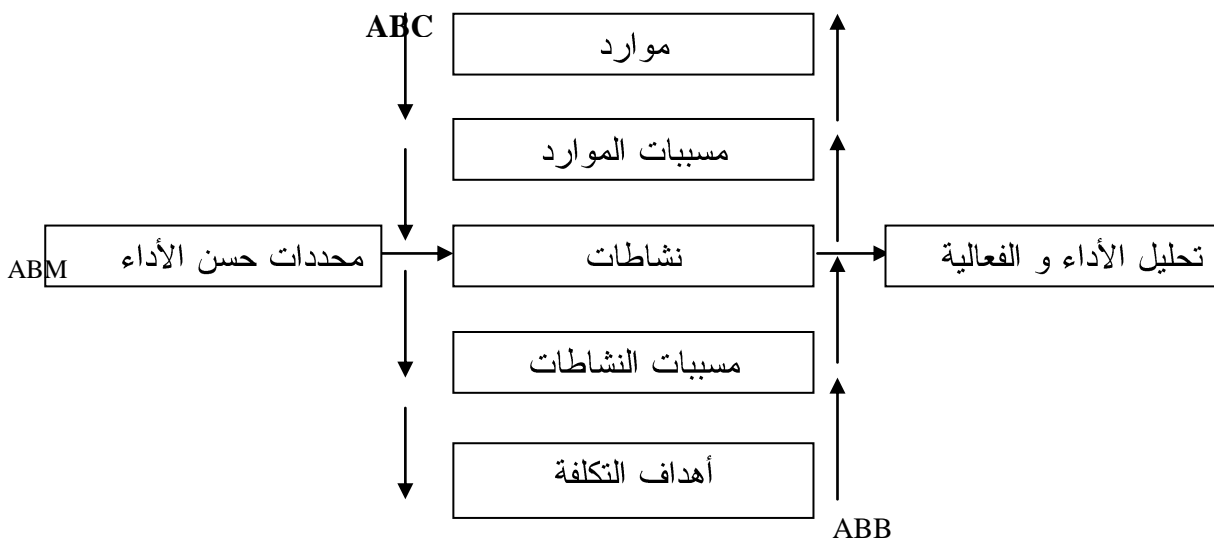 ABC
موارد
مسببات الموارد
ABM
محددات حسن الأداء
نشاطات
تحليل الأداء و الفعالية
مسببات النشاطات
أهداف التكلفة
ABB